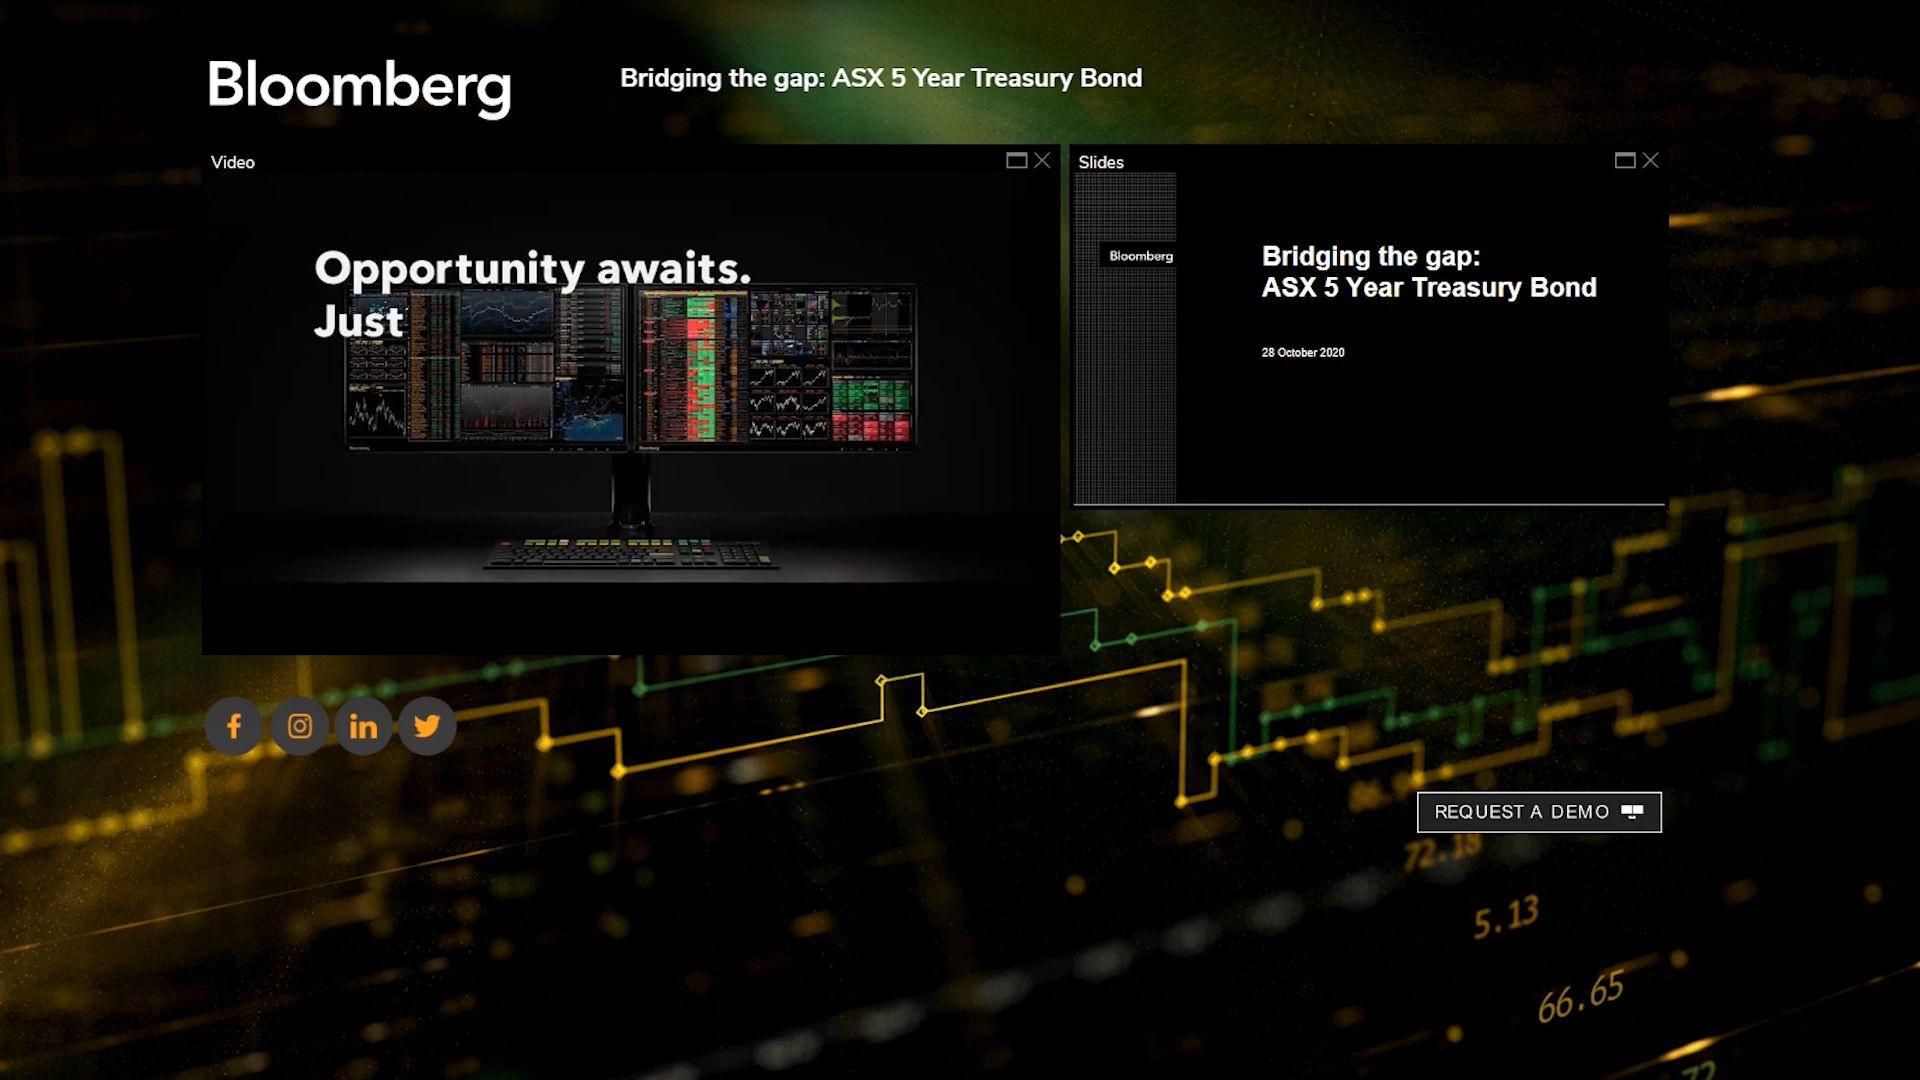 Bloomberg
Bridging the gap: ASX 5 Year Treasury Bond
Video
Opportunity awaits.
Just
Slides
Bloomberg
Bridging the gap:
ASX 5 Year Treasury Bond
28 October 2020
REQUEST A DEMO
72.18
5.13
66.65
72